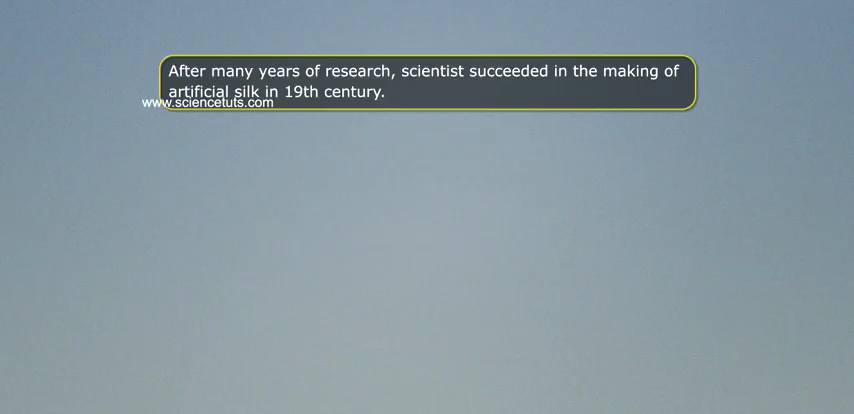 After many years of research, scientist succeeded in the making of
artificial silk in 19th century.
www.sciencetuts.com